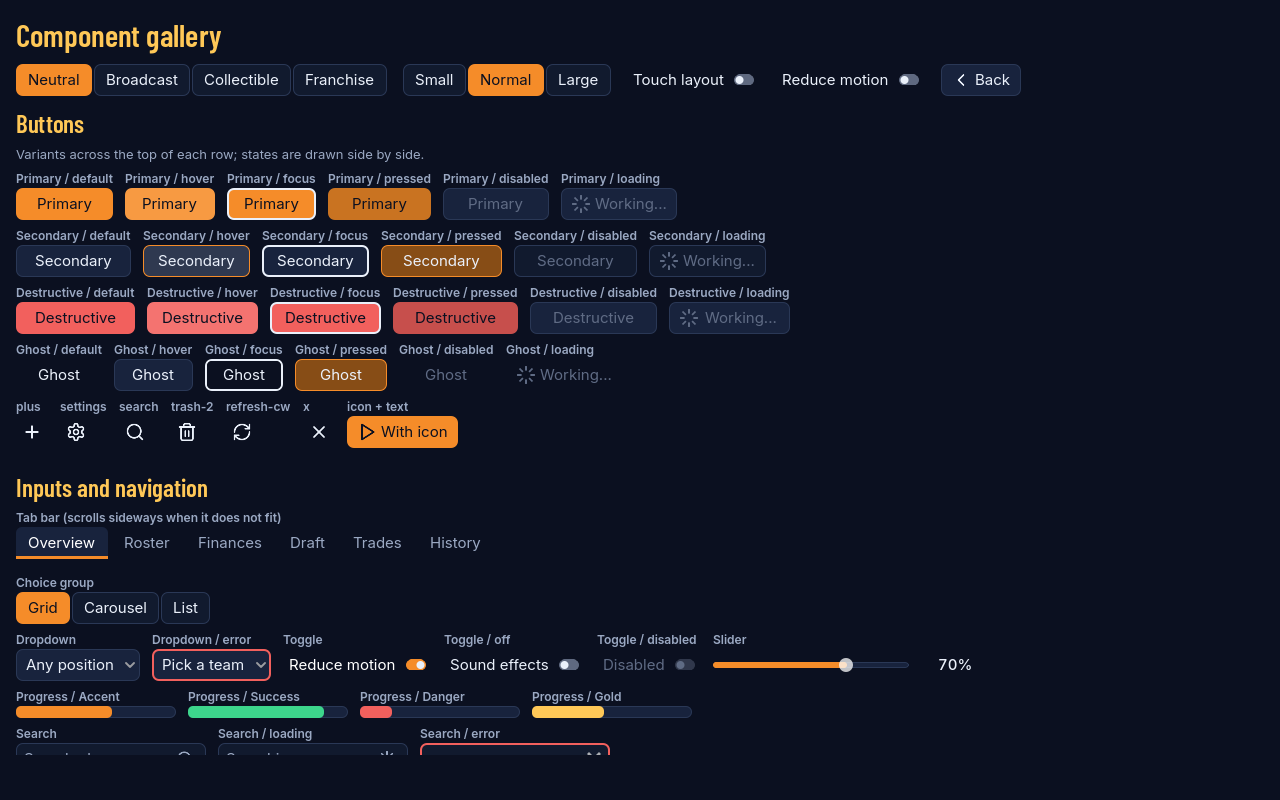 Component gallery
Neutral Broadcast Collectible Franchise Small Normal Large Touch layout Reduce motion Back
Buttons
Variants across the top of each row; states are drawn side by side.
Primary / default Primary / hover Primary / focus Primary / pressed Primary / disabled Primary / loading
Primary Primary Primary Primary Primary Working...
Secondary / default Secondary / hover Secondary / focus Secondary / pressed Secondary / disabled Secondary / loading
Secondary Secondary Secondary Secondary Secondary Working...
Destructive / default Destructive / hover Destructive / focus Destructive / pressed Destructive / disabled Destructive / loading
Destructive Destructive Destructive Destructive Destructive Working...
Ghost / default Ghost / hover Ghost / focus Ghost / pressed Ghost / disabled Ghost / loading
Ghost Ghost Ghost Ghost Ghost Working...
plus settings search trash-2 refresh-cw x icon + text
With icon
Inputs and navigation
Tab bar (scrolls sideways when it does not fit)
Overview Roster Finances Draft Trades History
Choice group
Grid Carousel List
Dropdown Dropdown / error Toggle Toggle / off Toggle / disabled Slider
Any position Pick a team Reduce motion Sound effects Disabled 70%
Progress / Accent Progress / Success Progress / Danger Progress / Gold
Search Search / loading Search / error